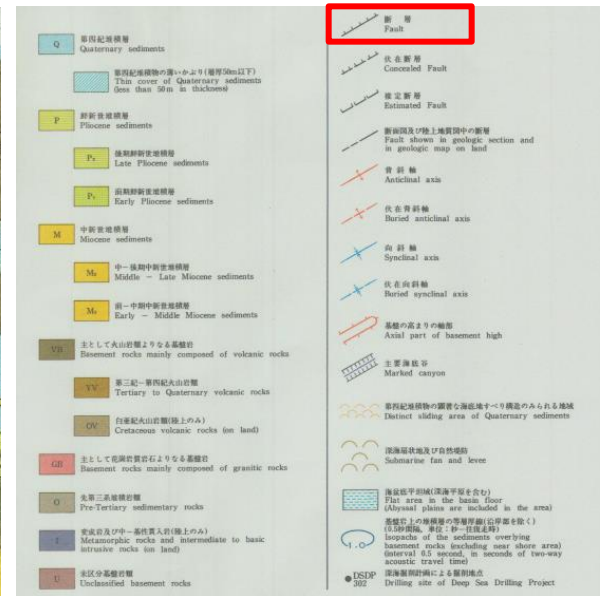 Q
第四紀堆積層
Quaternary sediments
第四紀堆積物の薄いかぶり(層厚50m以下)
Thin cover of Quaternary sediments
(less than 50m in thickness)
P
鮮新世堆積層
Pliocene sediments
P₂
後期鮮新世堆積層
Late Pliocene sediments
P₁
前期鮮新世堆積層
Early Pliocene sediments
M
中新世堆積層
Miocene sediments
中−後期中新世堆積層
Middle − Late Miocene sediments
前−中期中新世堆積層
Early − Middle Miocene sediments
VB
主として火山岩類よりなる基盤岩
Basement rocks mainly composed of volcanic rocks
YV
第三紀−第四紀火山岩類
Tertiary to Quaternary volcanic rocks
OV
白亜紀火山岩類(陸上のみ)
Cretaceous volcanic rocks (on land)
GB
主として花崗岩質岩石よりなる基盤岩
Basement rocks mainly composed of granitic rocks
O
先第三系堆積岩類
Pre-Tertiary sedimentary rocks
I
変成岩及び中−基性貫入岩(陸上のみ)
Metamorphic rocks and intermediate to basic
intrusive rocks (on land)
U
未区分基盤岩類
Unclassified basement rocks
断層
Fault
伏在断層
Concealed Fault
推定断層
Estimated Fault
断面図及び陸上地質図中の断層
Fault shown in geologic section and
in geologic map on land
背斜軸
Anticlinal axis
伏在背斜軸
Buried anticlinal axis
向斜軸
Synclinal axis
伏在向斜軸
Buried synclinal axis
基盤の高まりの軸部
Axial part of basement high
主要海底谷
Marked canyon
第四紀堆積物の顕著な海底地すべり構造のみられる地域
Distinct sliding area of Quaternary sediments
深海扇状地及び自然堤防
Submarine fan and levee
海盆底平坦域(深海平原を含む)
Flat area in the basin floor
(Abyssal plains are included in the area)
1.0
基盤岩上の堆積層の等層厚線(沿岸部を除く)
(0.5秒間隔, 単位:秒−往復走時)
Isopachs of the sediments overlying
basement rocks (excluding near shore area)
(interval 0.5 second, in seconds of two-way
acoustic travel time)
DSDP
302
深海掘削計画による掘削地点
Drilling site of Deep Sea Drilling Project